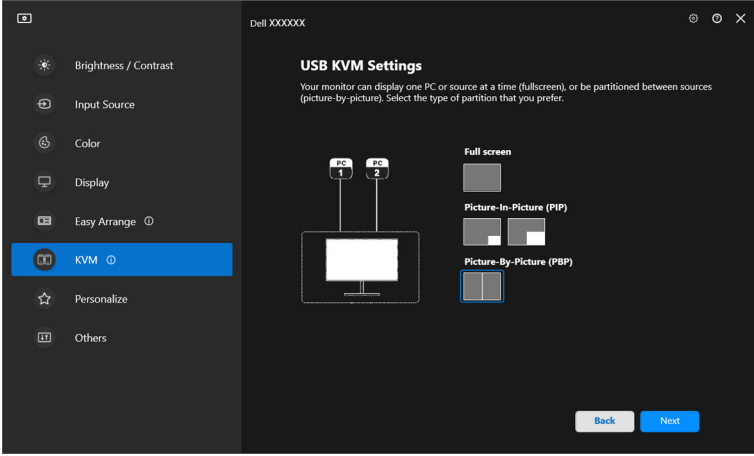 Dell XXXXXX
Brightness / Contrast
Input Source
Color
Display
Easy Arrange
KVM
Personalize
Others
USB KVM Settings
Your monitor can display one PC or source at a time (fullscreen), or be partitioned between sources
(picture-by-picture). Select the type of partition that you prefer.
PC
1
PC
2
Full screen
Picture-In-Picture (PIP)
Picture-By-Picture (PBP)
Back
Next